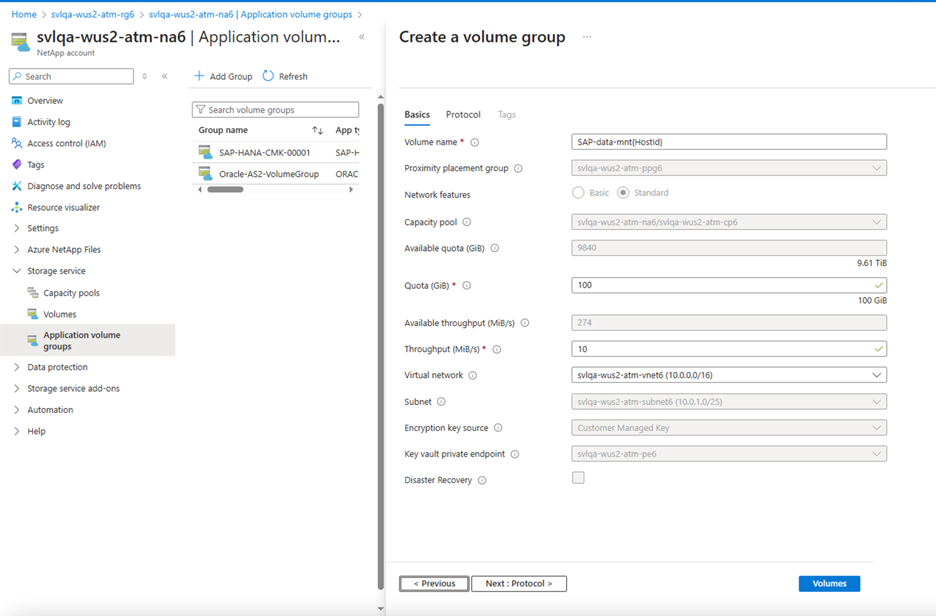 Home > svlqa-wus2-atm-rg6 > svlqa-wus2-atm-na6 | Application volume groups >
svlqa-wus2-atm-na6 | Application volum...
NetApp account
Search
Overview
Activity log
Access control (IAM)
Tags
Diagnose and solve problems
Resource visualizer
Settings
Azure NetApp Files
Storage service
Capacity pools
Volumes
Application volume
groups
Data protection
Storage service add-ons
Automation
Help
Add Group Refresh
Search volume groups
Group name App ty
SAP-HANA-CMK-00001 SAP-H
Oracle-AS2-VolumeGroup ORAC
Create a volume group ...
Basics Protocol Tags
Volume name * SAP-data-mnt{HostId}
Proximity placement group svlqa-wus2-atm-ppg6
Network features Basic Standard
Capacity pool svlqa-wus2-atm-na6/svlqa-wus2-atm-cp6
Available quota (GiB) 9840
9.61 TiB
Quota (GiB) * 100
100 GiB
Available throughput (MiB/s) 274
Throughput (MiB/s) * 10
Virtual network svlqa-wus2-atm-vnet6 (10.0.0.0/16)
Subnet svlqa-wus2-atm-subnet6 (10.0.1.0/25)
Encryption key source Customer Managed Key
Key vault private endpoint svlqa-wus2-atm-pe6
Disaster Recovery
< Previous Next : Protocol > Volumes